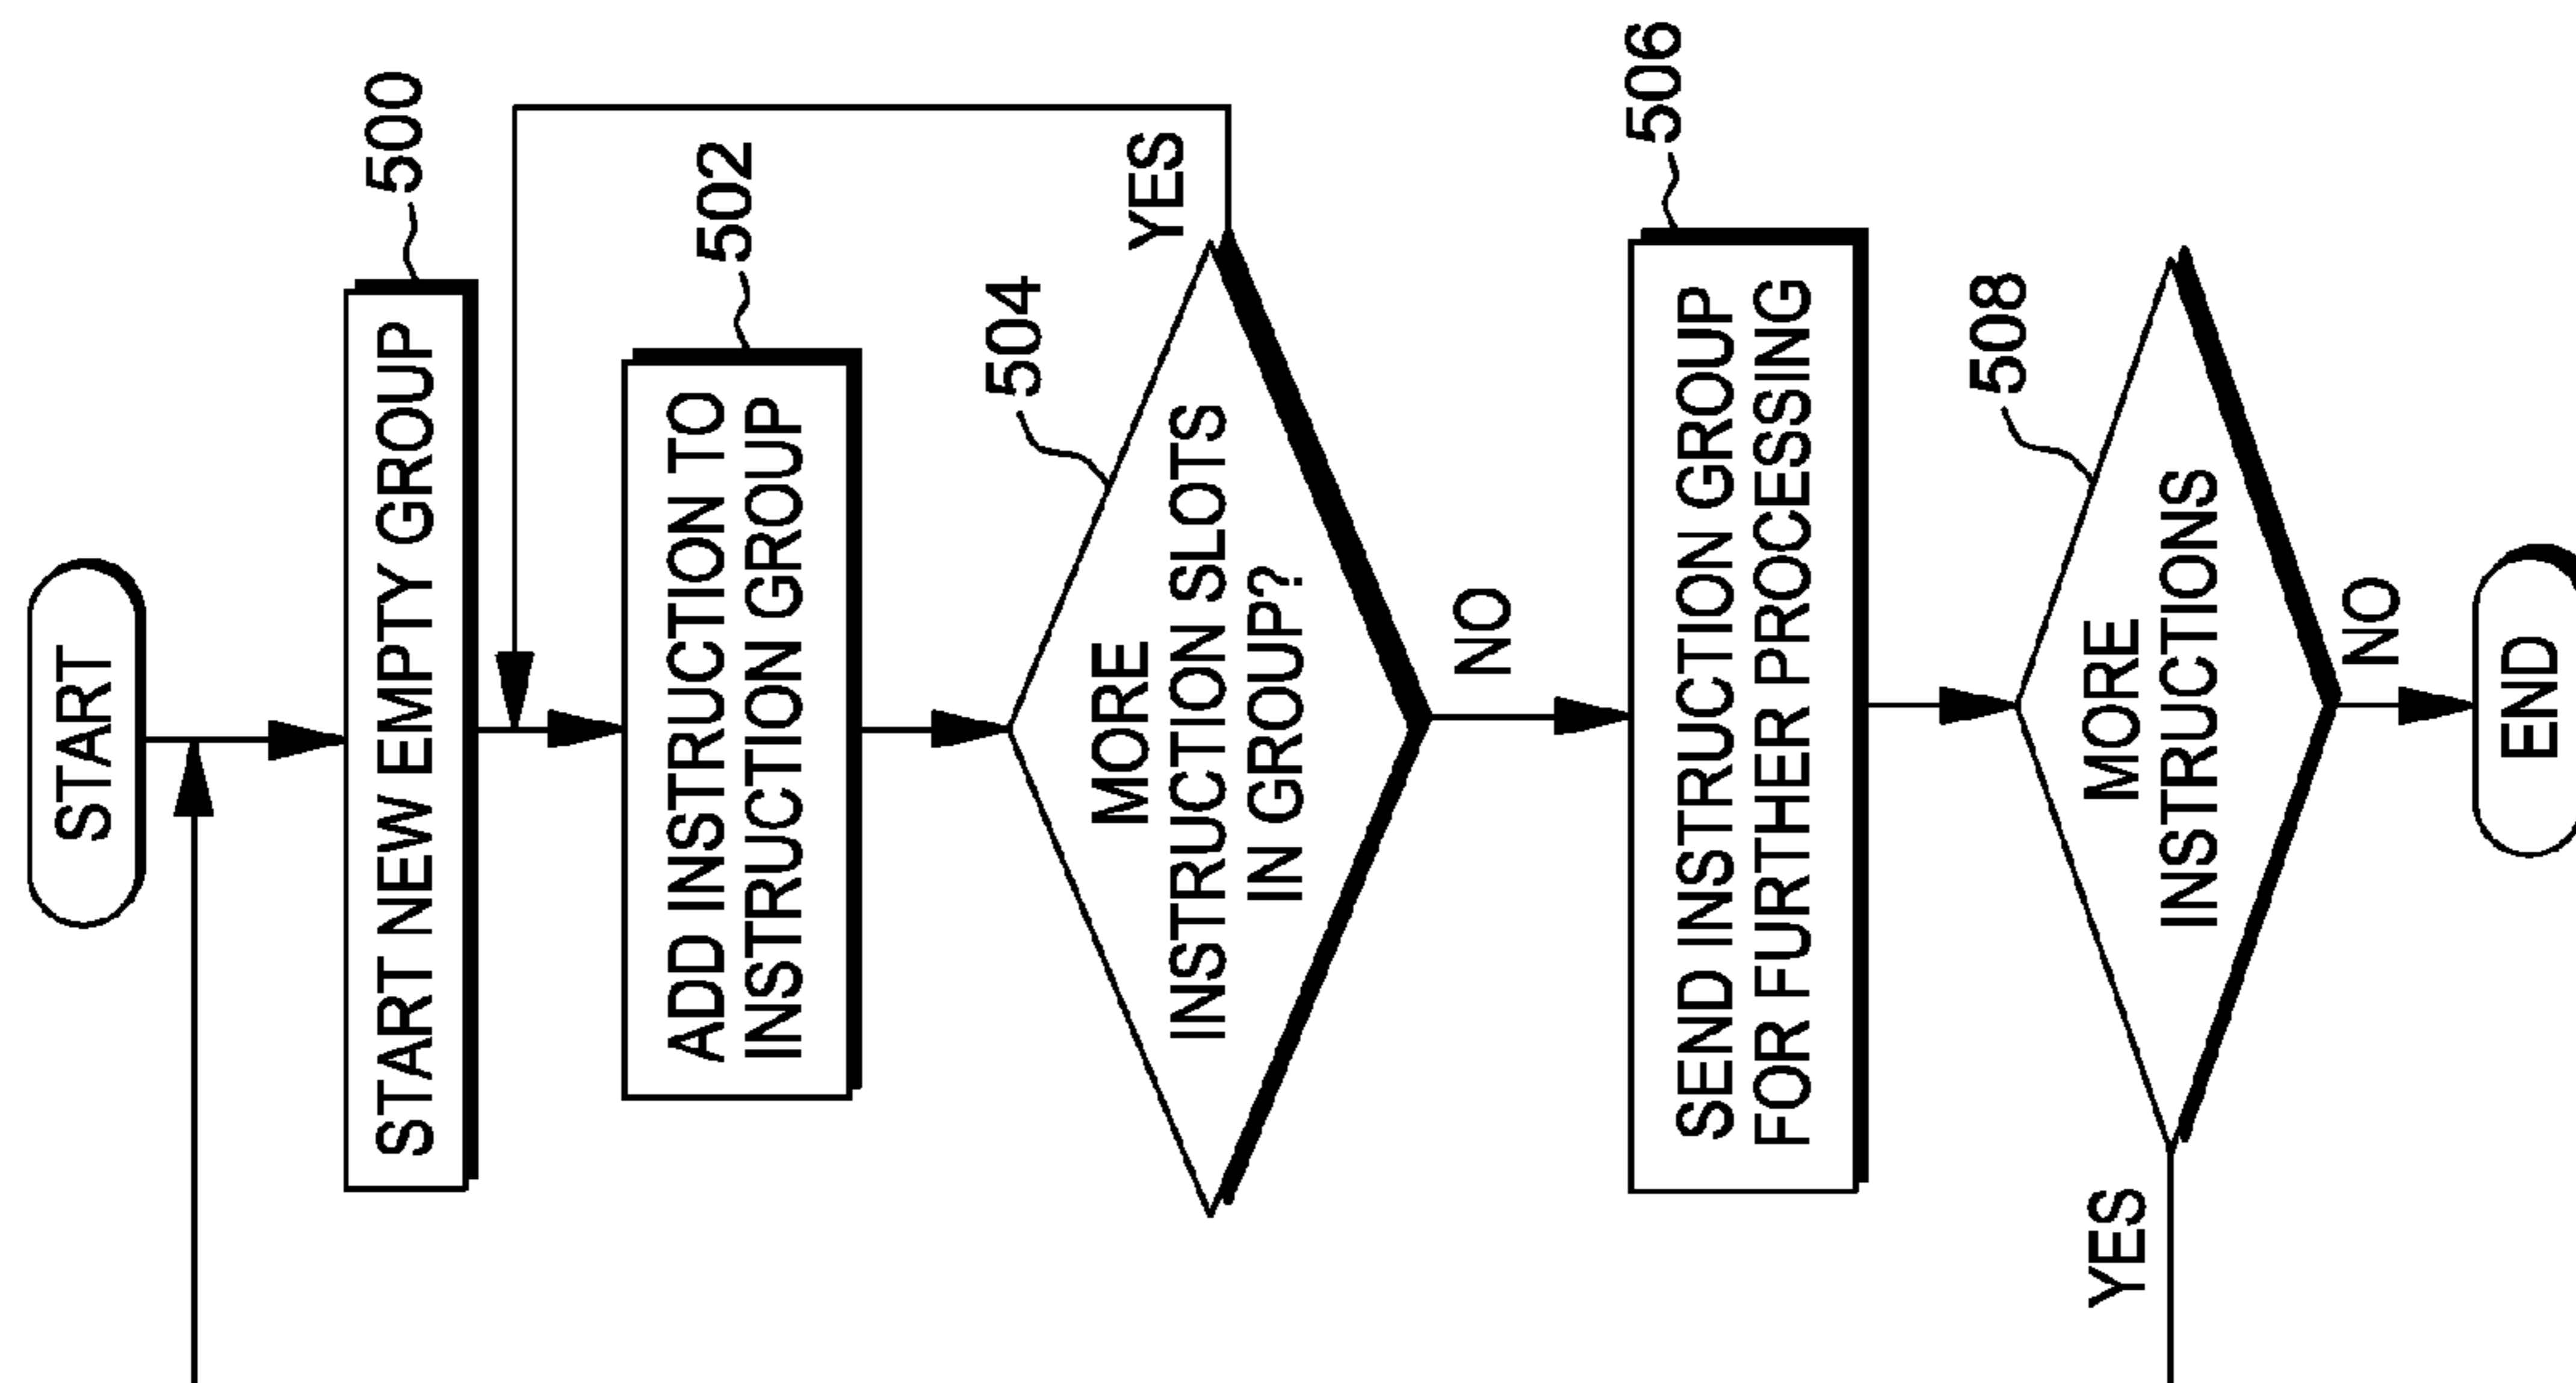 START
START NEW EMPTY GROUP
500
ADD INSTRUCTION TO
INSTRUCTION GROUP
502
MORE
INSTRUCTION SLOTS
IN GROUP?
504
YES
NO
SEND INSTRUCTION GROUP
FOR FURTHER PROCESSING
506
MORE
INSTRUCTIONS
508
YES
NO
END